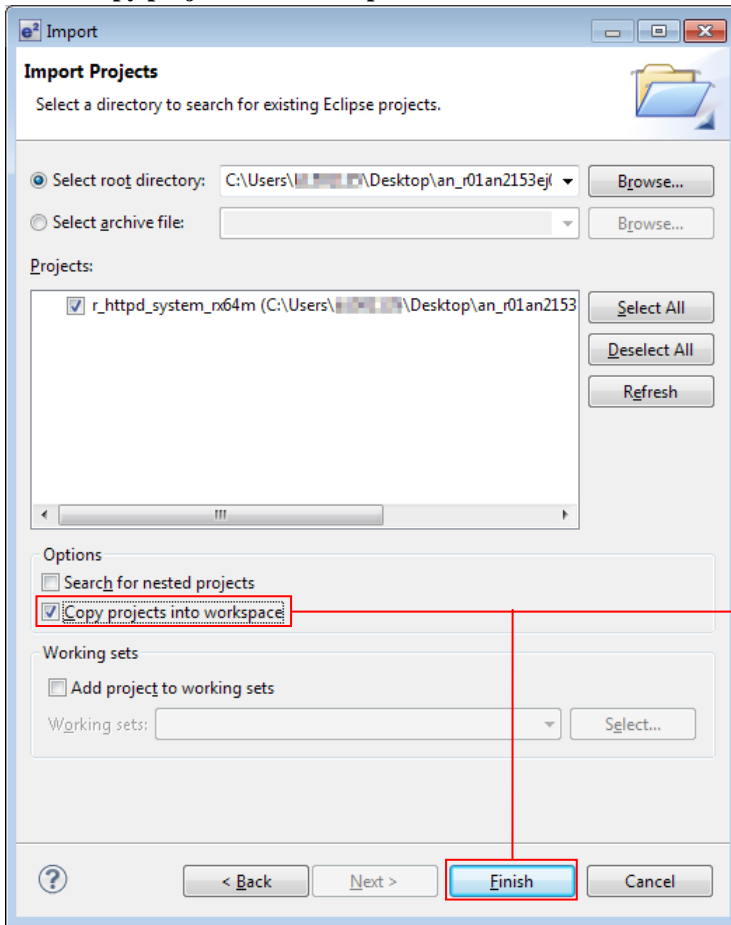 e² Import
Import Projects
Select a directory to search for existing Eclipse projects.
Select root directory: C:\Users\ \Desktop\an_r01an2153ej( Browse...
Select archive file: Browse...
Projects:
r_httpd_system_rx64m (C:\Users\ \Desktop\an_r01an2153 Select All
Deselect All
Refresh
Options
Search for nested projects
Copy projects into workspace
Working sets
Add project to working sets
Working sets: Select...
? < Back Next > Finish Cancel